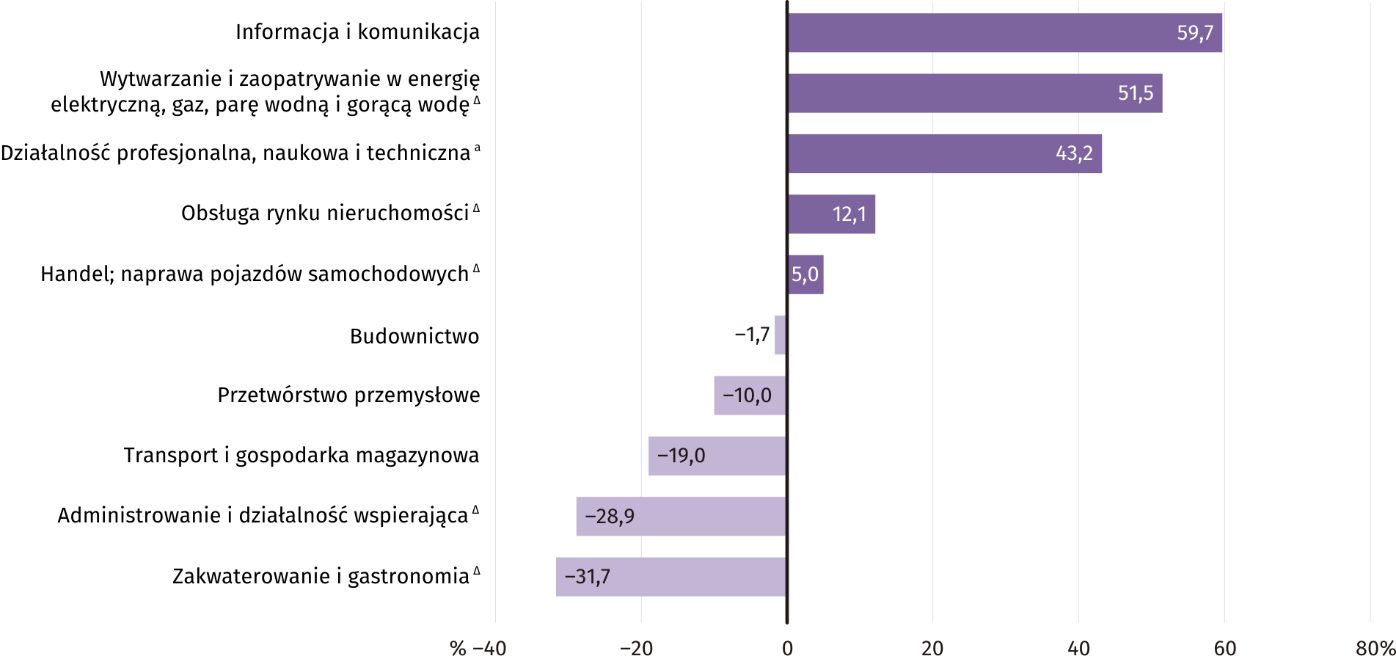 Informacja i komunikacja
59,7
Wytwarzanie i zaopatrywanie w energię
elektryczną, gaz, parę wodną i gorącą wodę Δ
51,5
Działalność profesjonalna, naukowa i techniczna a
43,2
Obsługa rynku nieruchomości Δ
12,1
Handel; naprawa pojazdów samochodowych Δ
5,0
Budownictwo
−1,7
Przetwórstwo przemysłowe
−10,0
Transport i gospodarka magazynowa
−19,0
Administrowanie i działalność wspierająca Δ
−28,9
Zakwaterowanie i gastronomia Δ
−31,7
% −40 −20 0 20 40 60 80%